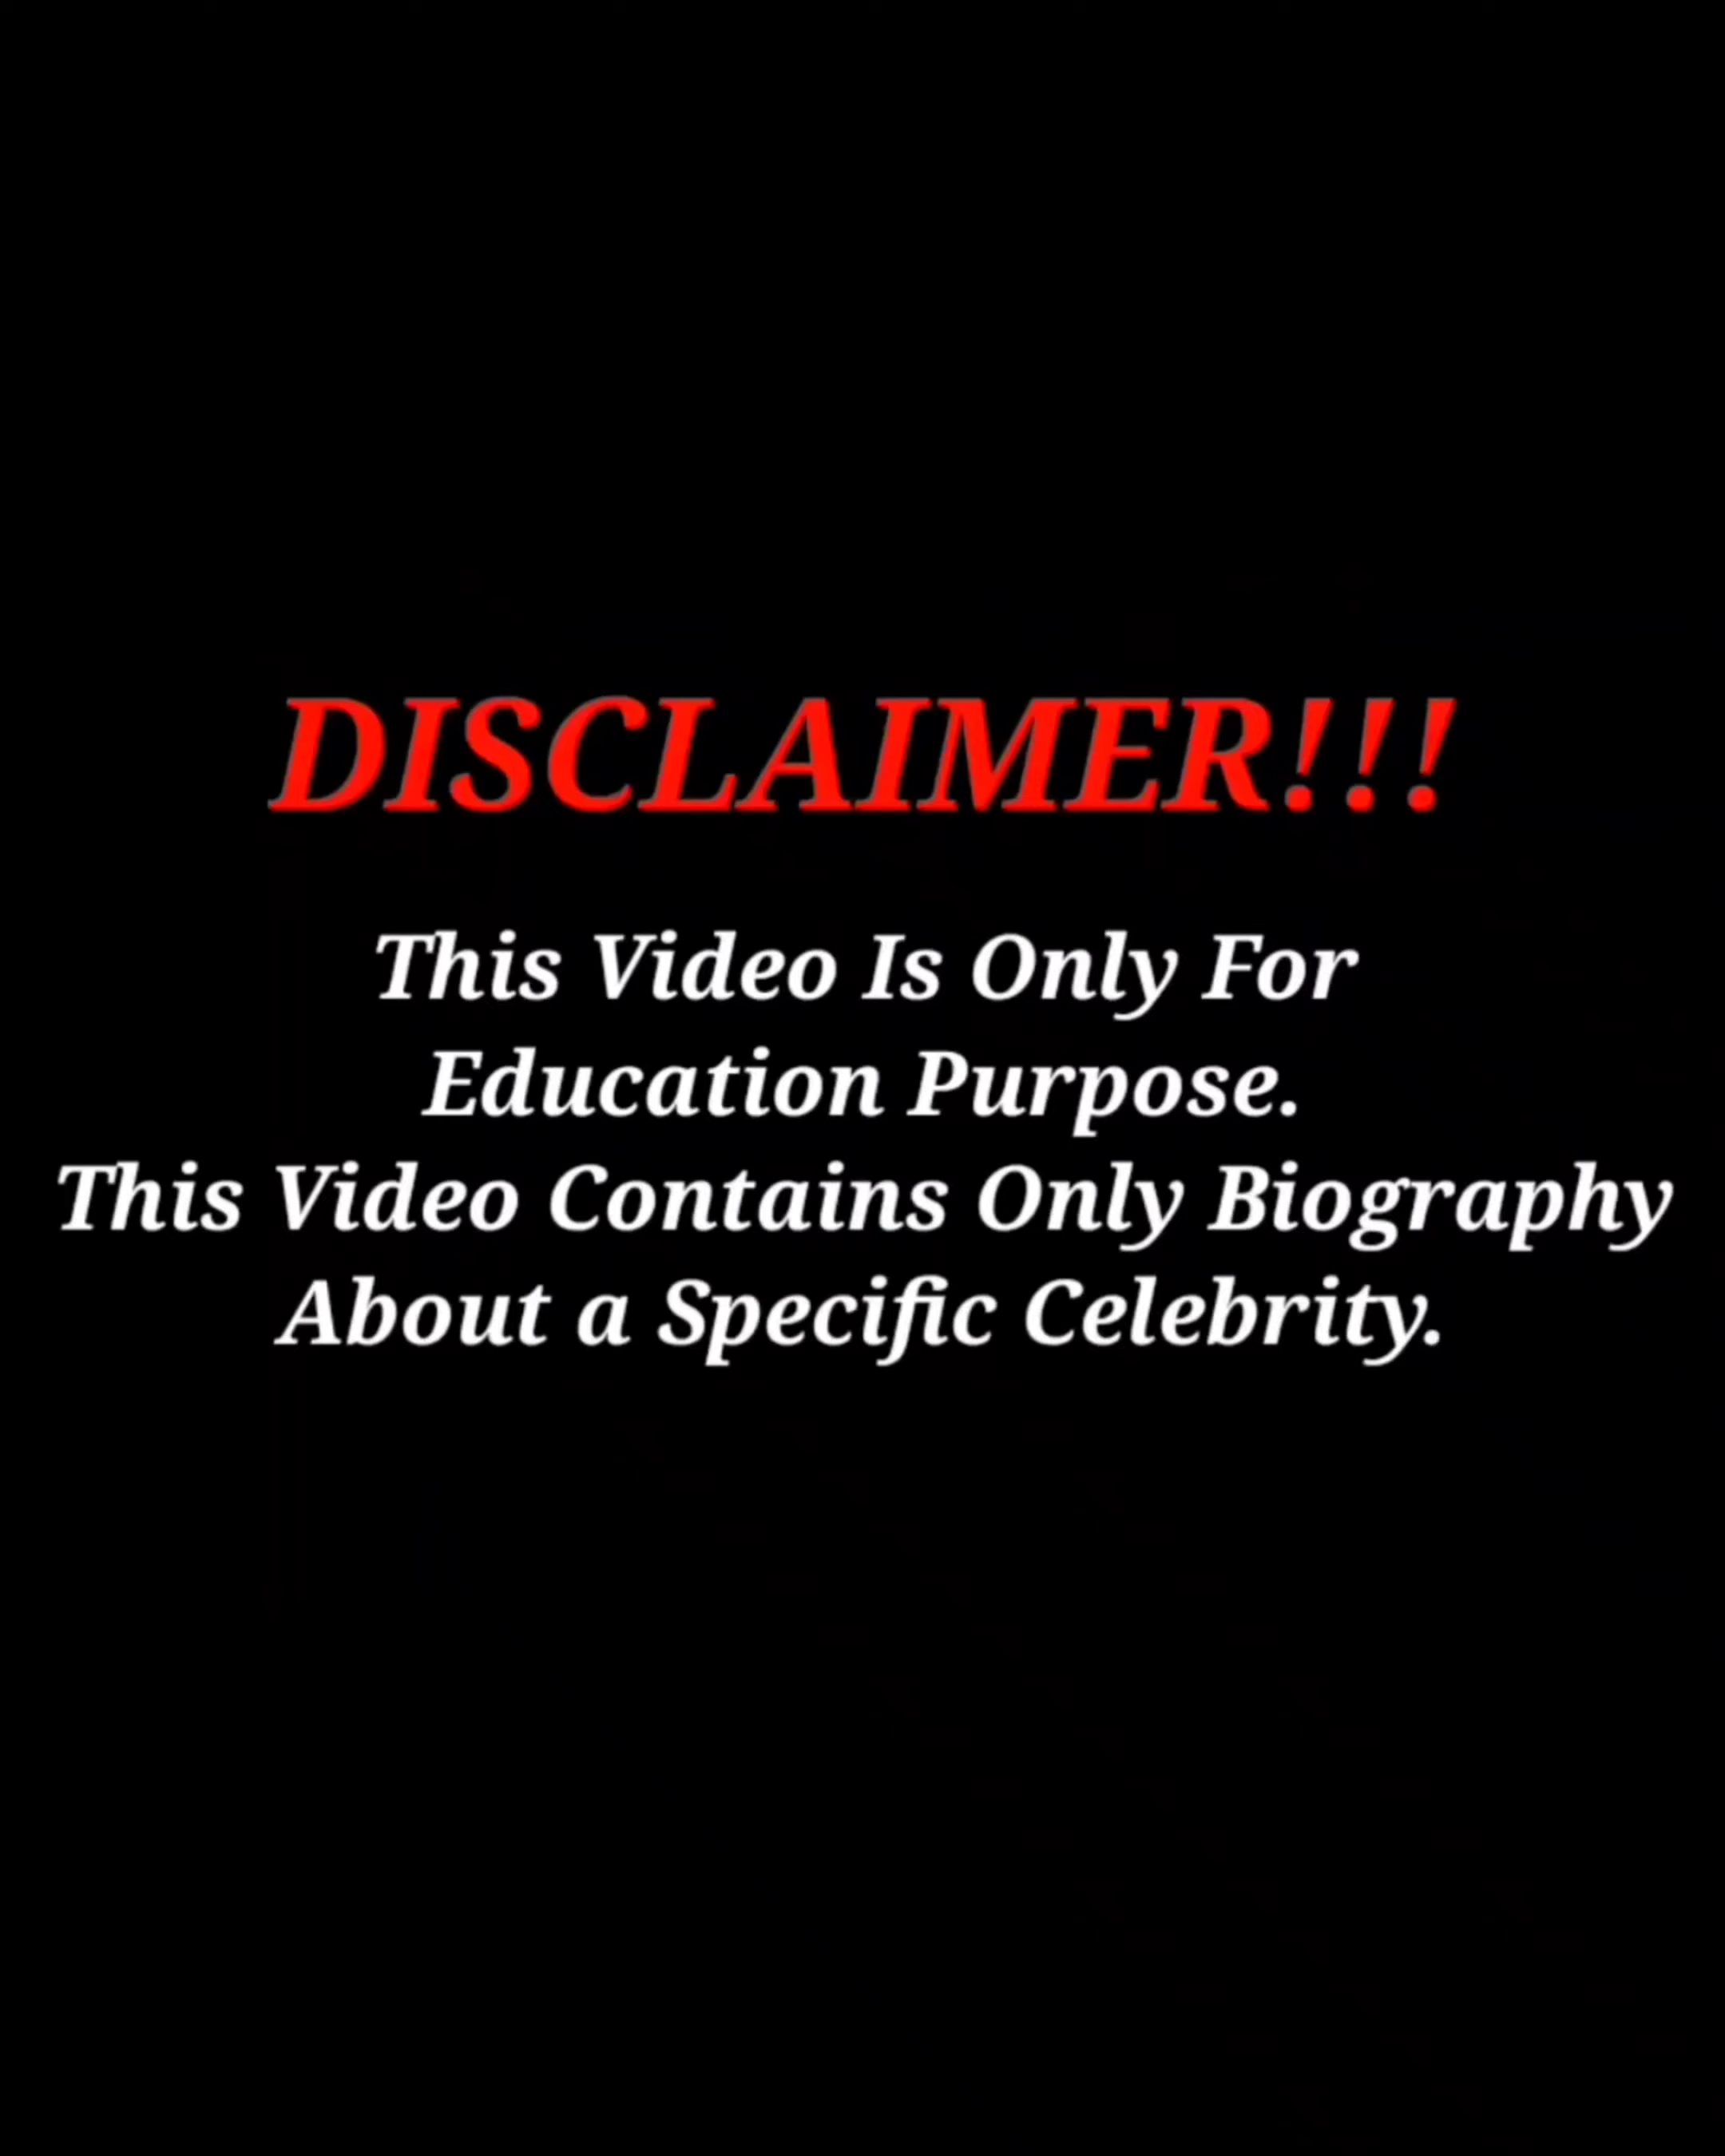 DISCLAIMER!!!
This Video Is Only For
Education Purpose.
This Video Contains Only Biography
About a Specific Celebrity.